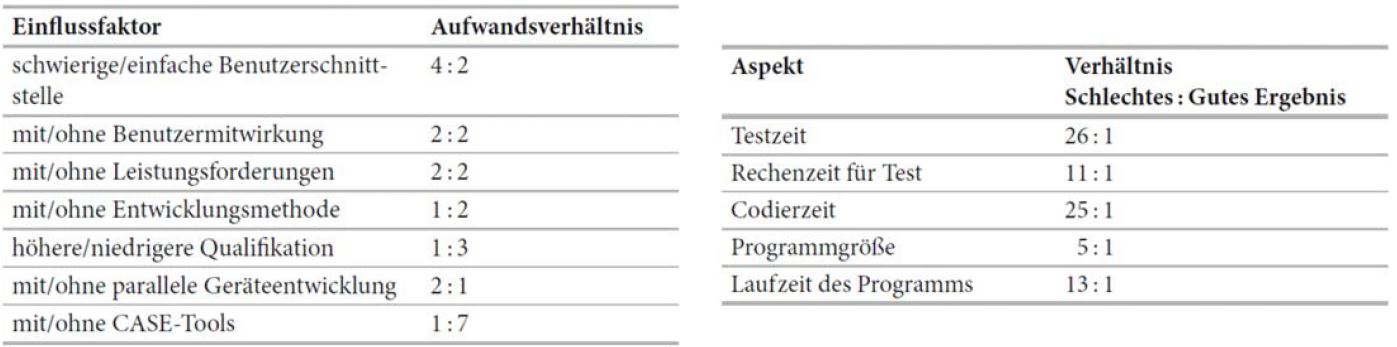 Einflussfaktor Aufwandsverhältnis
schwierige/einfache Benutzerschnitt- 4 : 2
stelle
mit/ohne Benutzermitwirkung 2 : 2
mit/ohne Leistungsforderungen 2 : 2
mit/ohne Entwicklungsmethode 1 : 2
höhere/niedrigere Qualifikation 1 : 3
mit/ohne parallele Geräteentwicklung 2 : 1
mit/ohne CASE-Tools 1 : 7
Aspekt Verhältnis
Schlechtes : Gutes Ergebnis
Testzeit 26 : 1
Rechenzeit für Test 11 : 1
Codierzeit 25 : 1
Programmgröße 5 : 1
Laufzeit des Programms 13 : 1